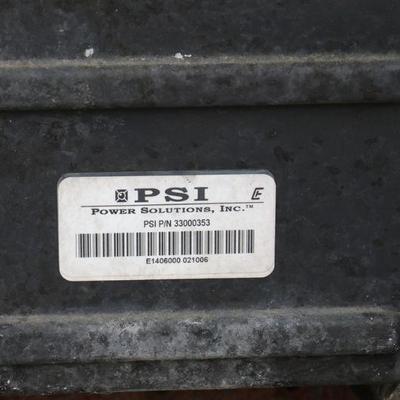 PSI E
POWER SOLUTIONS, INC.™
PSI P/N 33000353
E1406000 021006